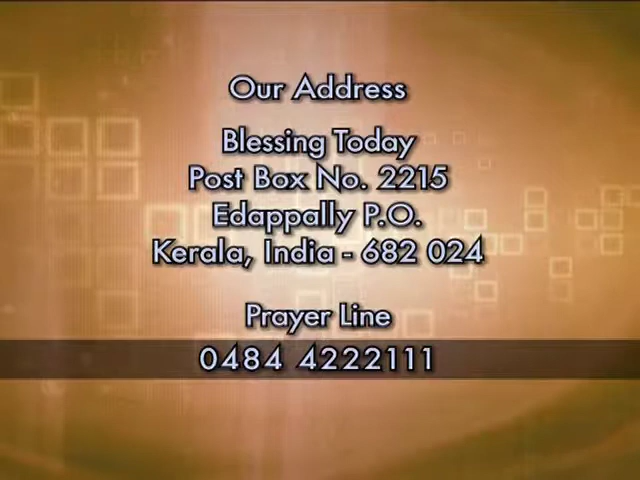 Our Address
Blessing Today
Post Box No. 2215
Edappally P.O.
Kerala, India - 682 024
Prayer Line
0484 4222111